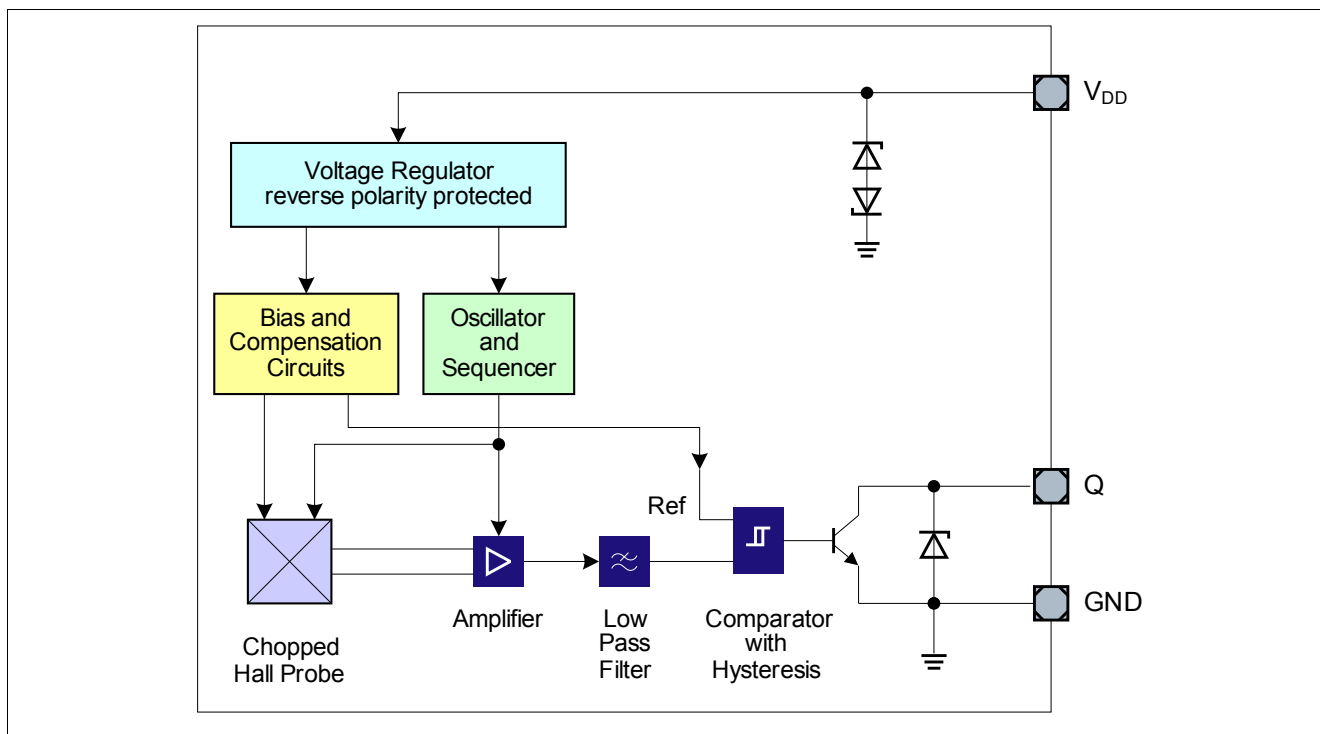 V_DD
Voltage Regulator
reverse polarity protected
Bias and
Compensation
Circuits
Oscillator
and
Sequencer
Ref
Q
GND
Amplifier
Low
Pass
Filter
Comparator
with
Hysteresis
Chopped
Hall Probe